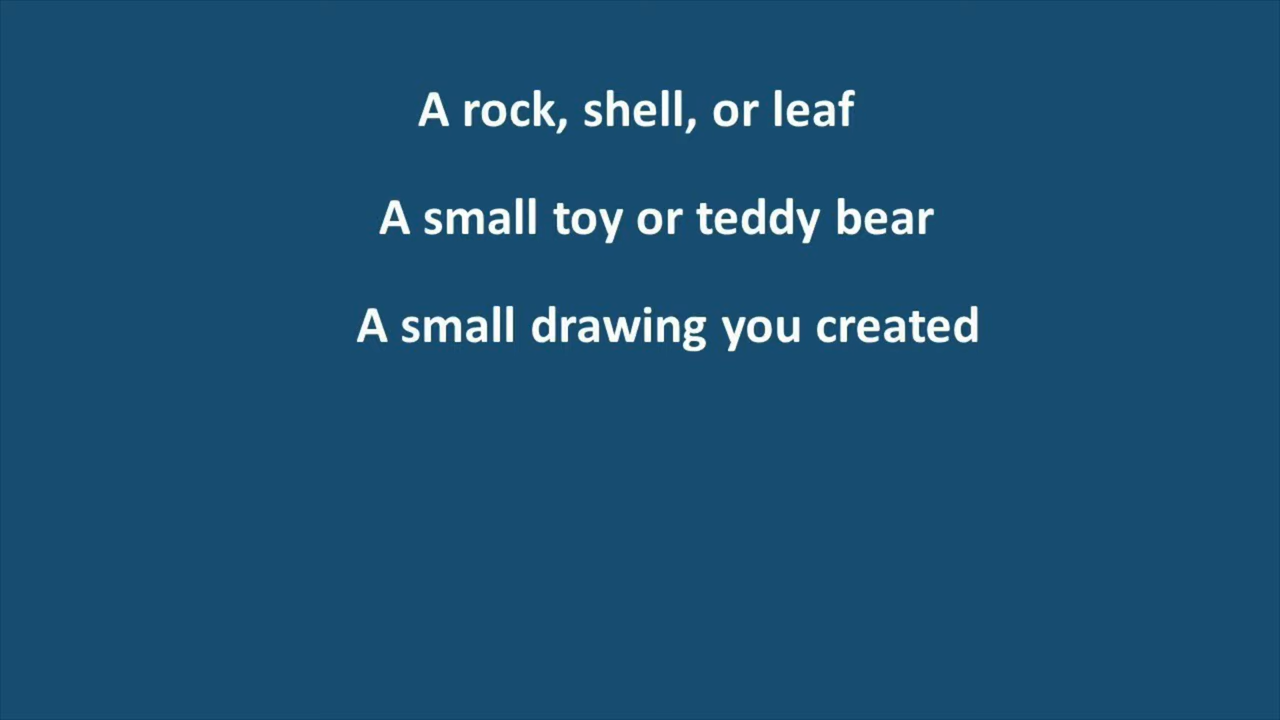 A rock, shell, or leaf
A small toy or teddy bear
A small drawing you created